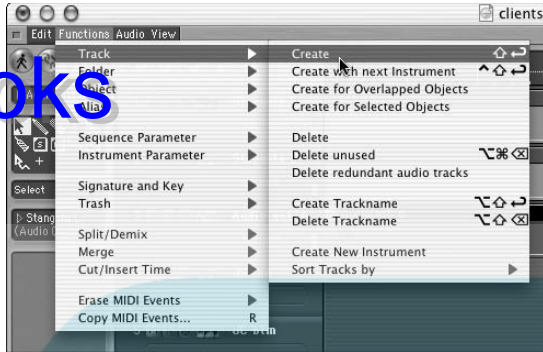 clients
Edit Functions Audio View
Track
Create
Folder
Create with next Instrument
Object
Create for Overlapped Objects
Alias
Create for Selected Objects
oks
Sequence Parameter
Delete
Instrument Parameter
Delete unused
Delete redundant audio tracks
Signature and Key
Trash
Create Trackname
Delete Trackname
Select
Split/Demix
Merge
Create New Instrument
Cut/Insert Time
Sort Tracks by
Erase MIDI Events
Copy MIDI Events... R